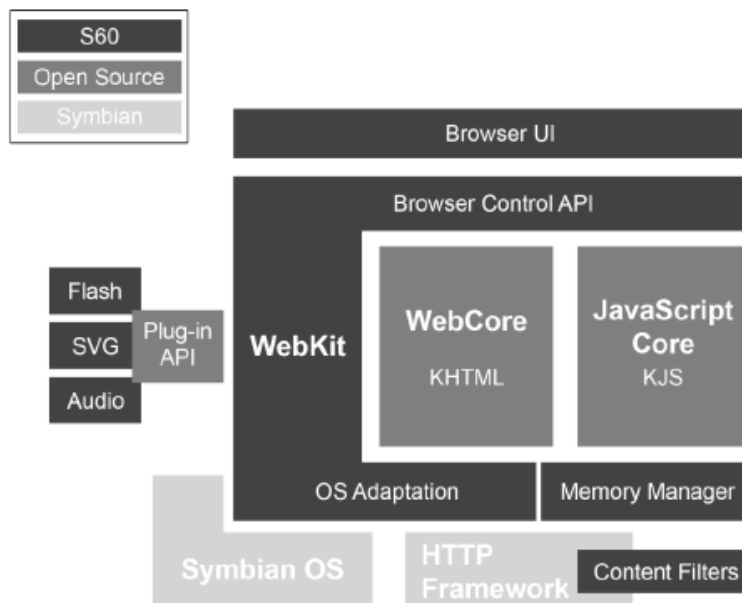 S60
Open Source
Symbian
Browser UI
Browser Control API
Flash
SVG
Audio
Plug-in
API
WebKit
WebCore
KHTML
JavaScript
Core
KJS
OS Adaptation
Memory Manager
Symbian OS
HTTP
Framework
Content Filters